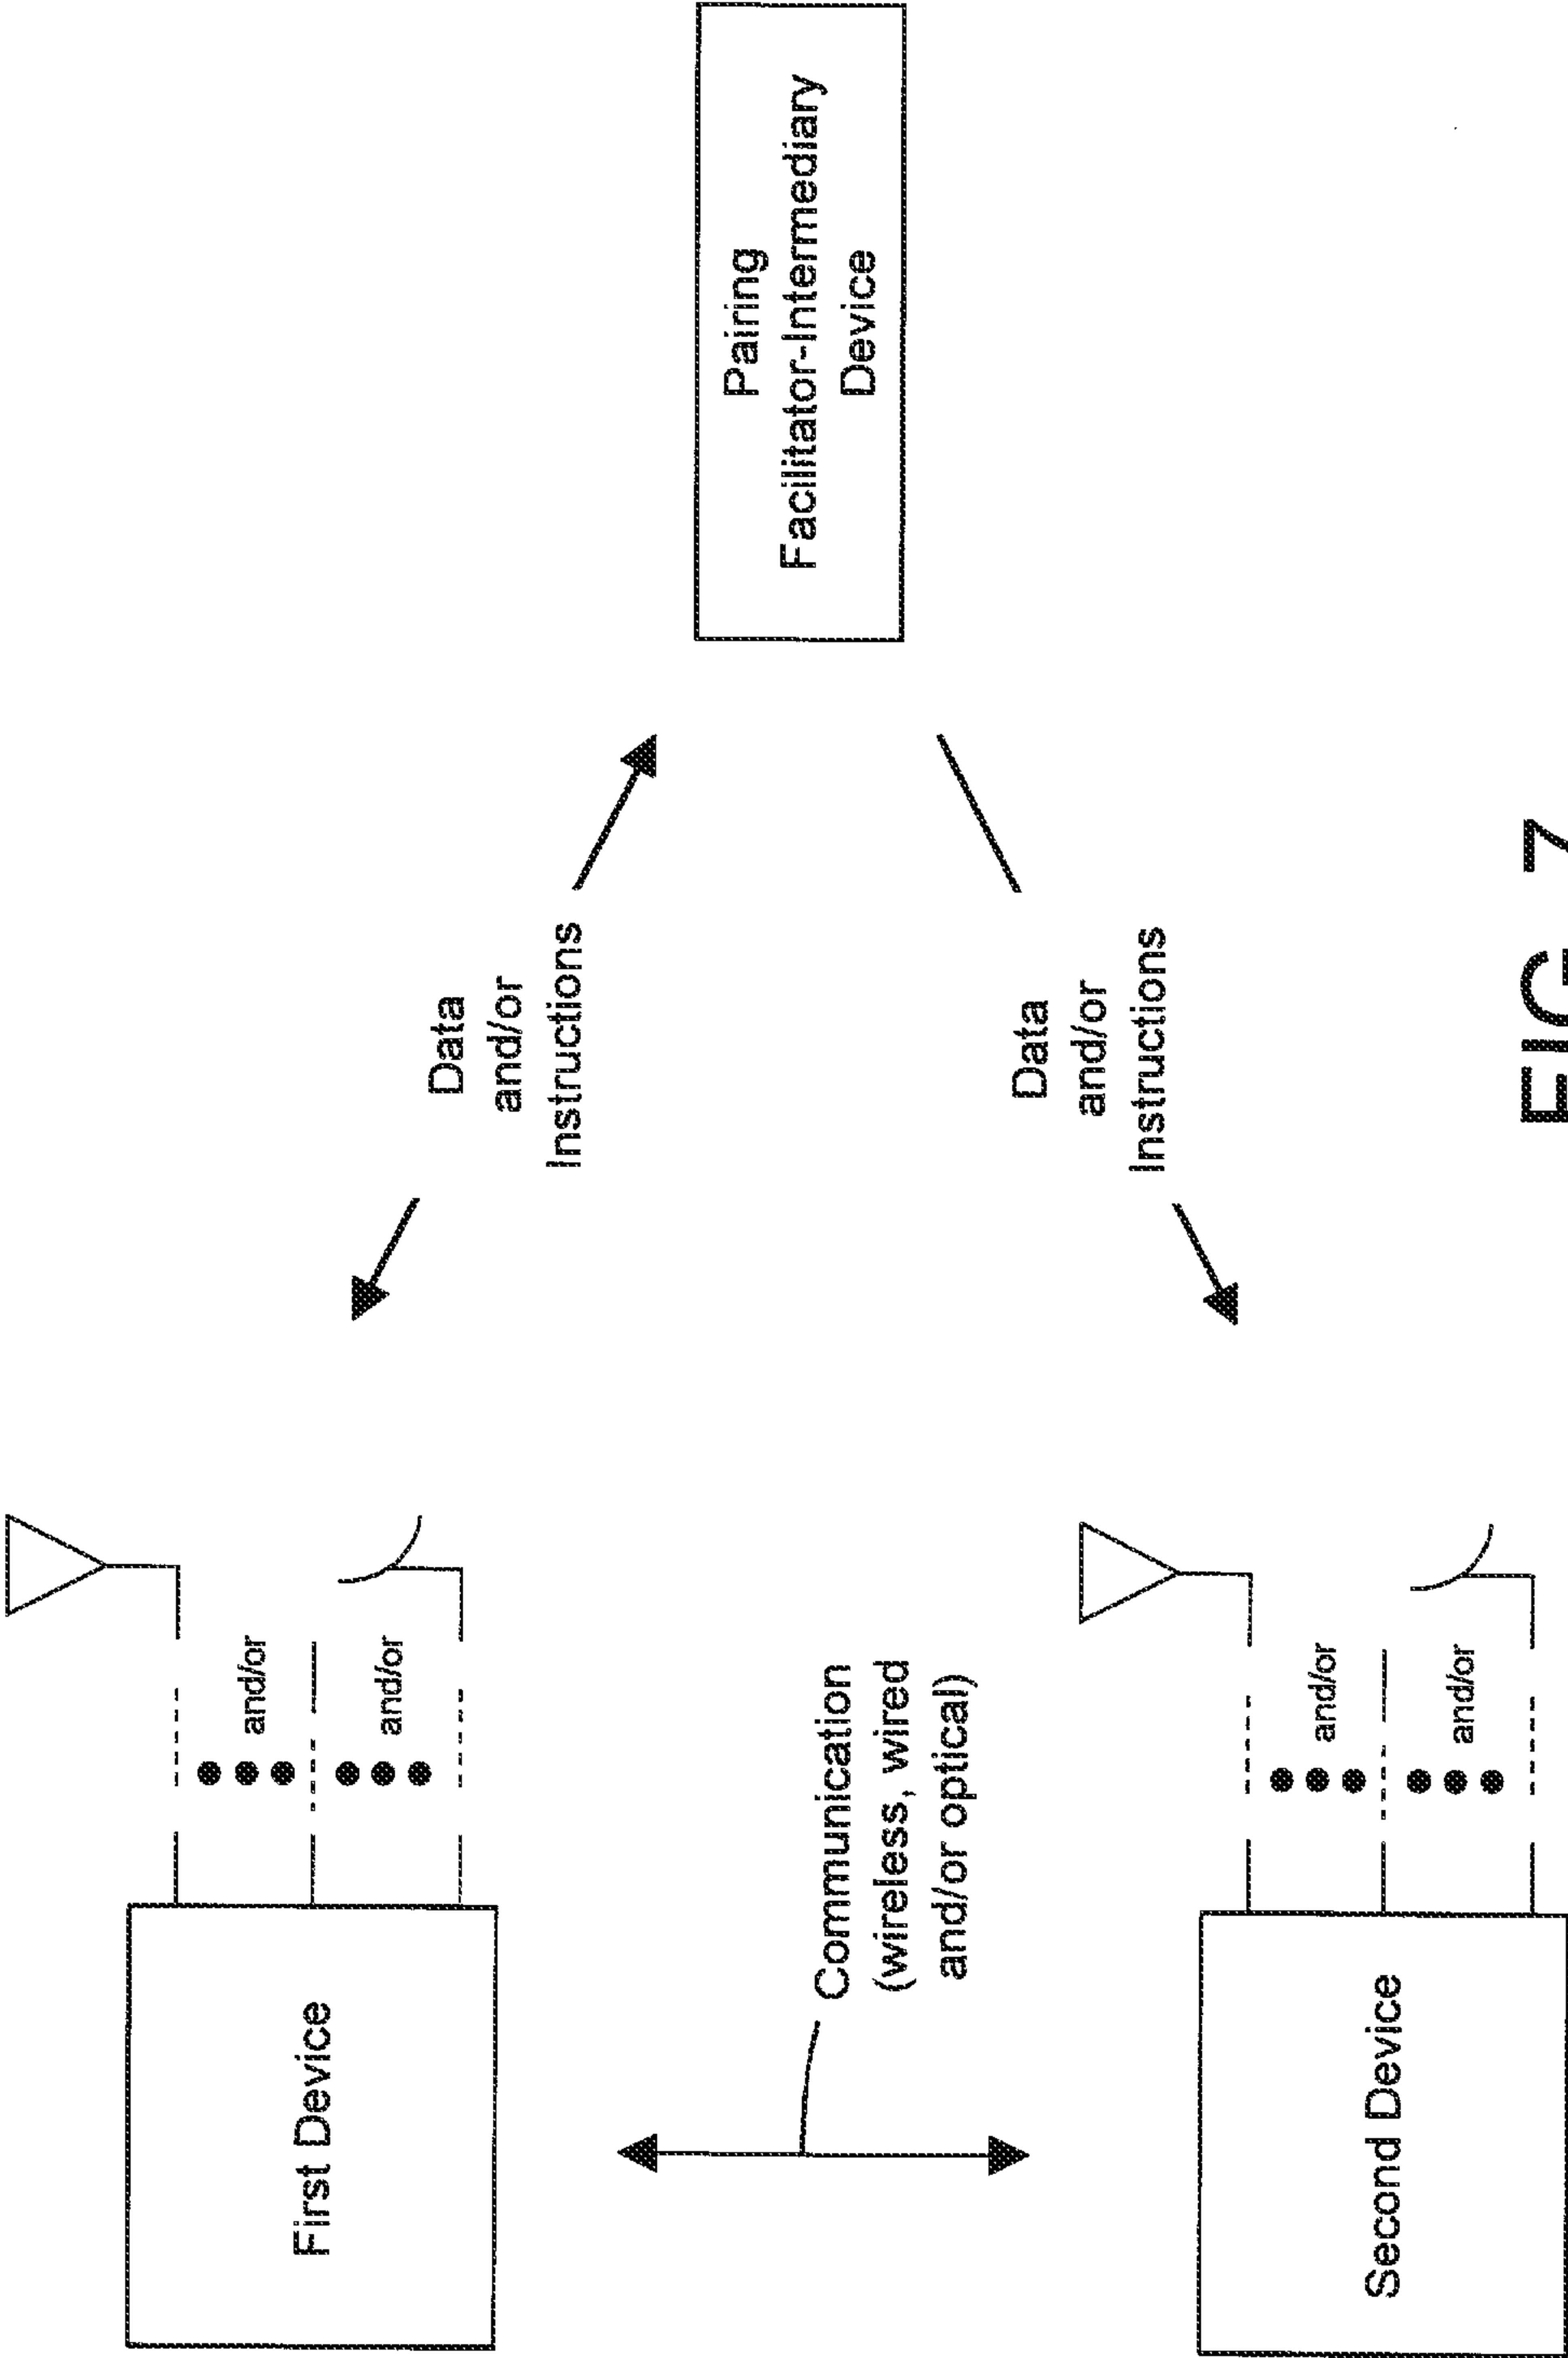 First Device
and/or
and/or
Data
and/or
Instructions
Pairing
Facilitator-Intermediary
Device
Communication
(wireless, wired
and/or optical)
Data
and/or
Instructions
Second Device
and/or
and/or
FIG 7